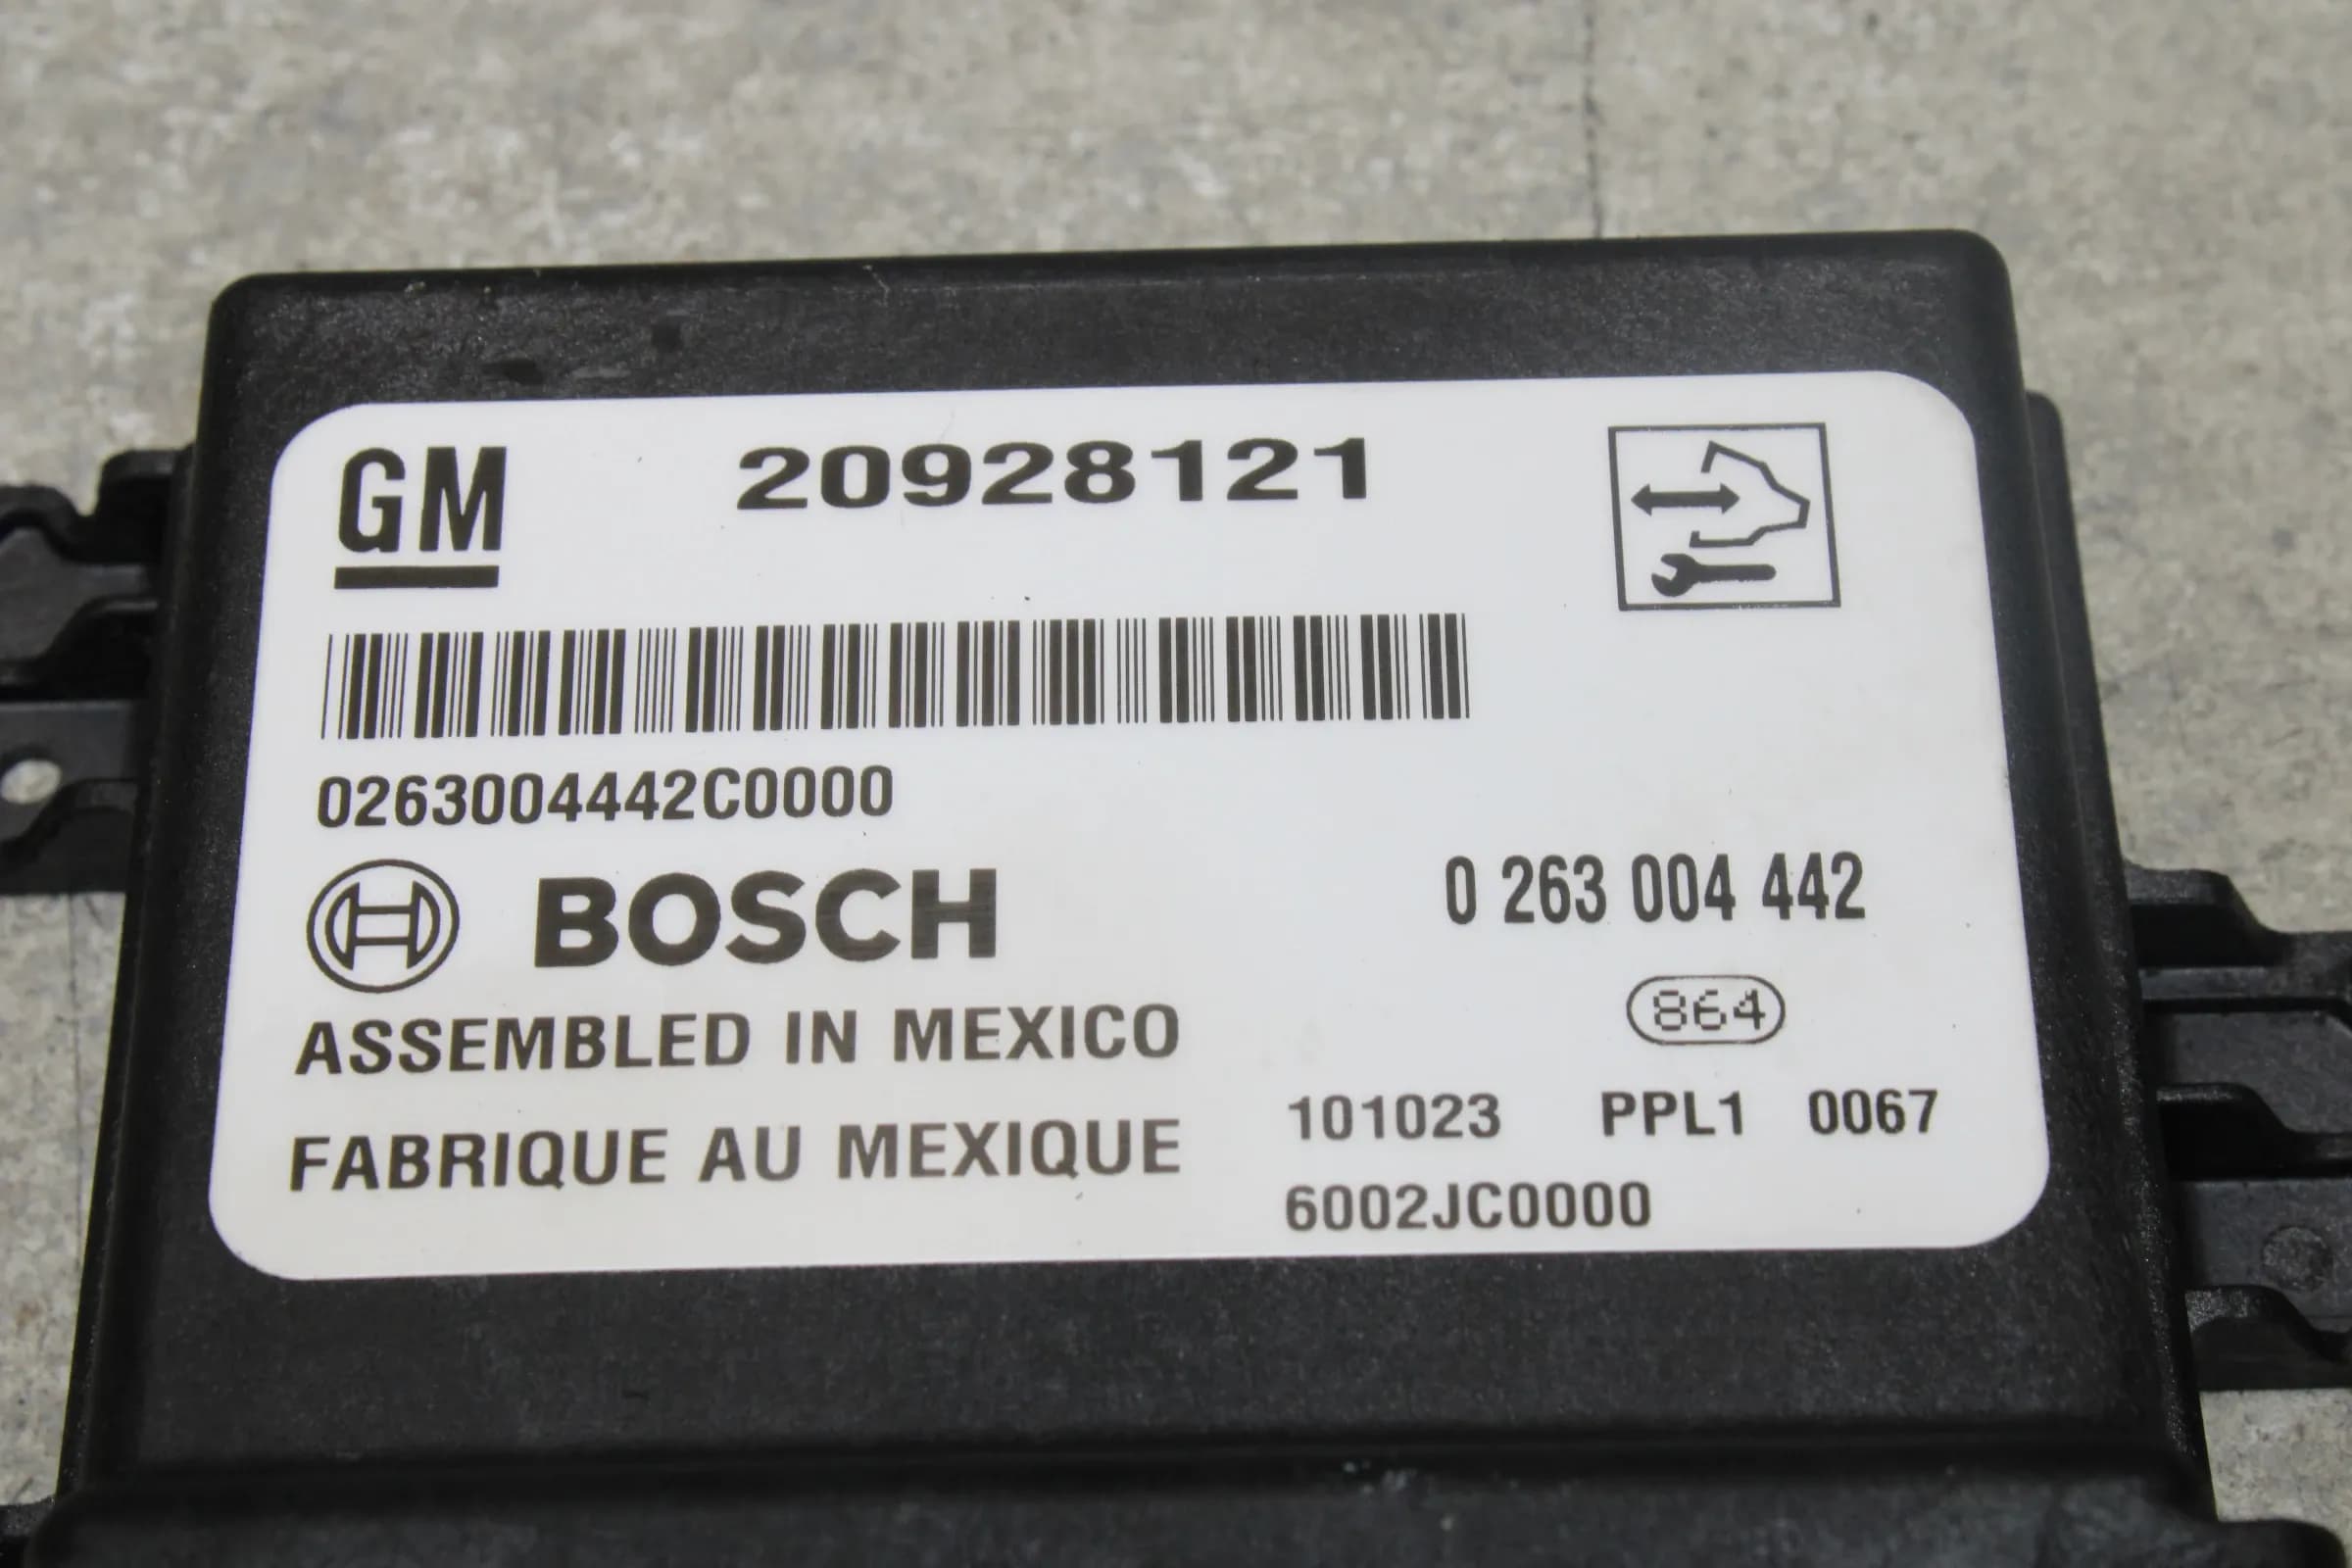 GM 20928121
0263004442C0000
BOSCH 0 263 004 442
864
ASSEMBLED IN MEXICO
FABRIQUE AU MEXIQUE
101023 PPL1 0067
6002JC0000